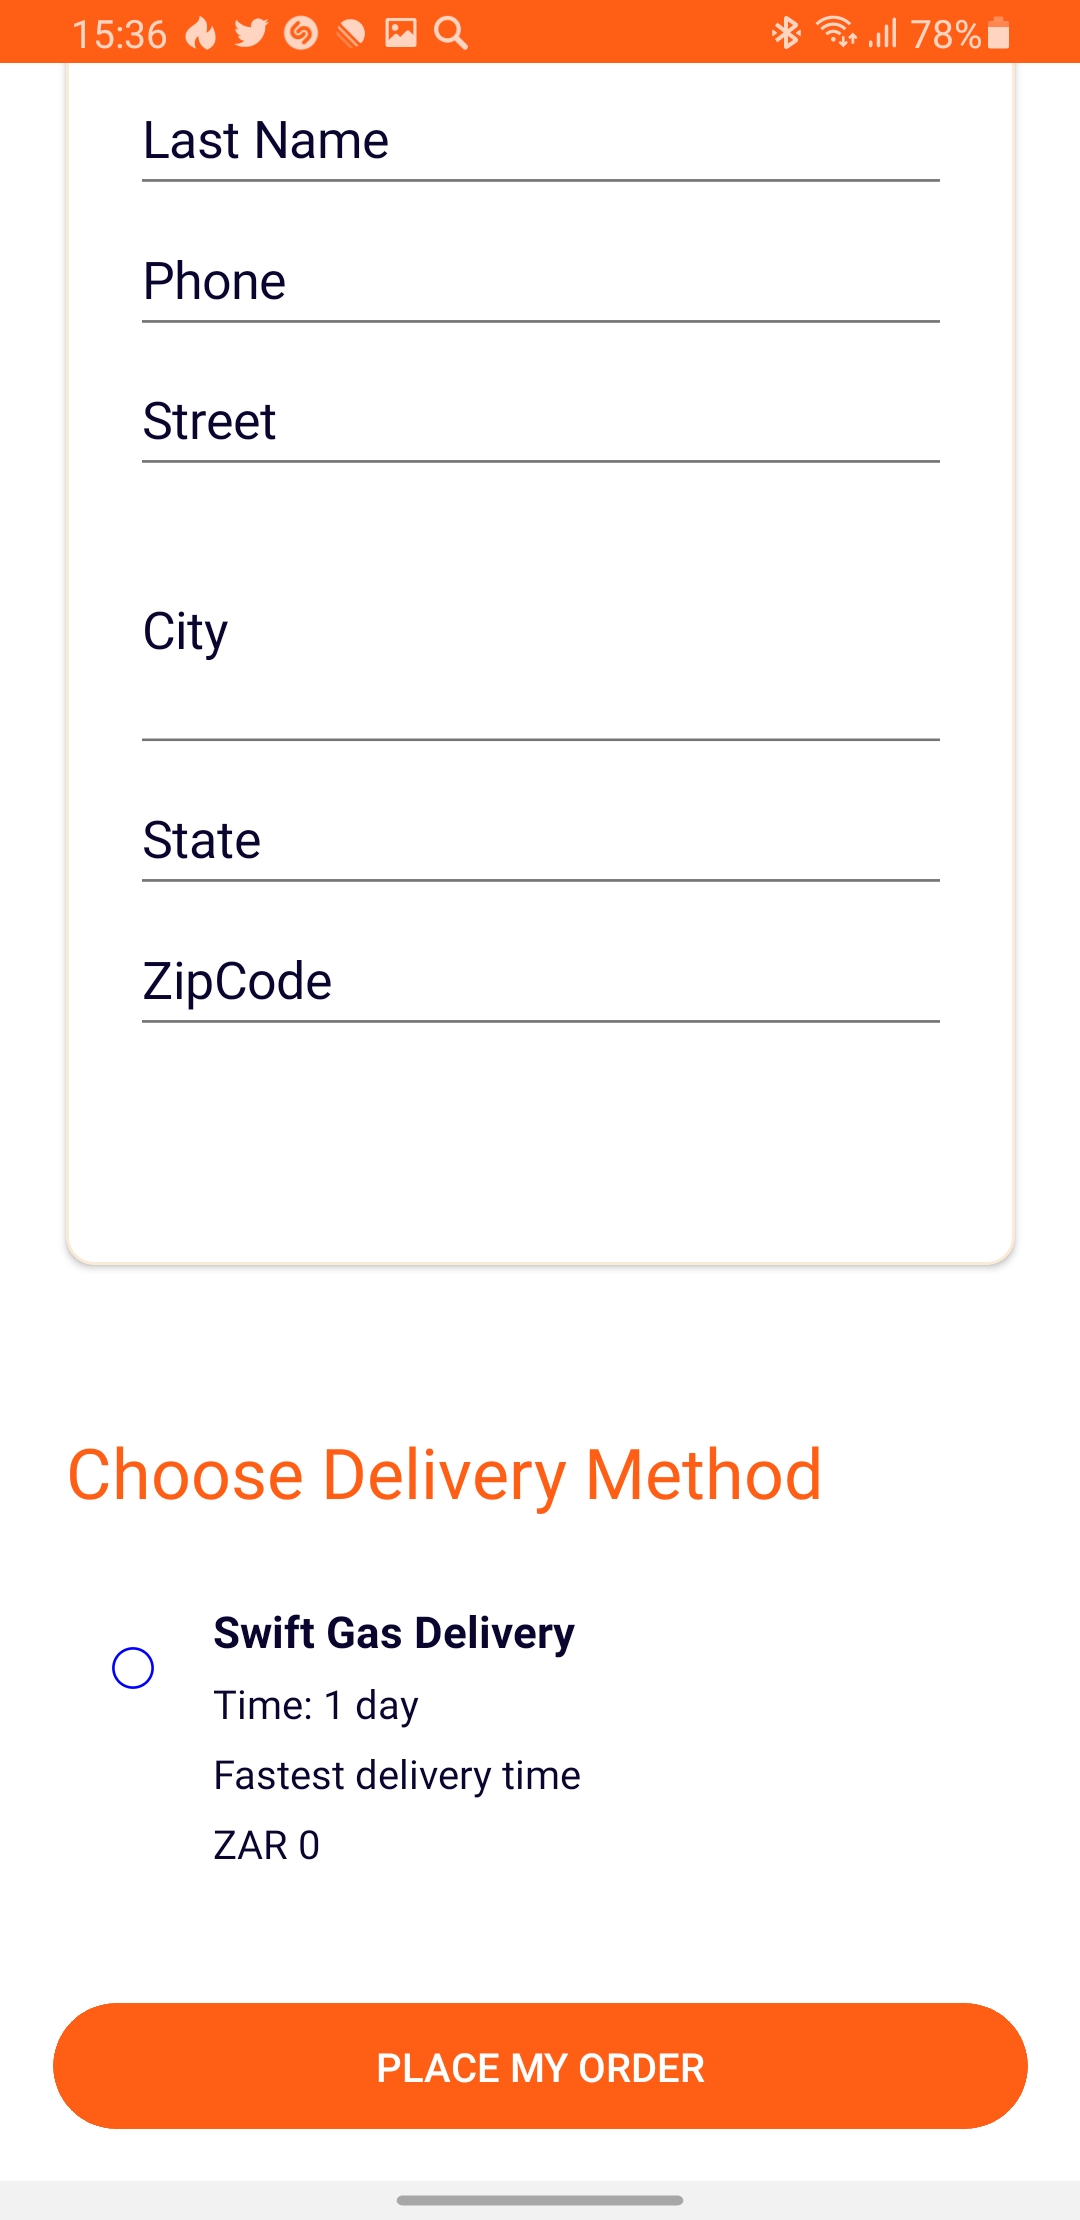 15:36 78%
Last Name
Phone
Street
City
State
ZipCode
Choose Delivery Method
Swift Gas Delivery
Time: 1 day
Fastest delivery time
ZAR 0
PLACE MY ORDER